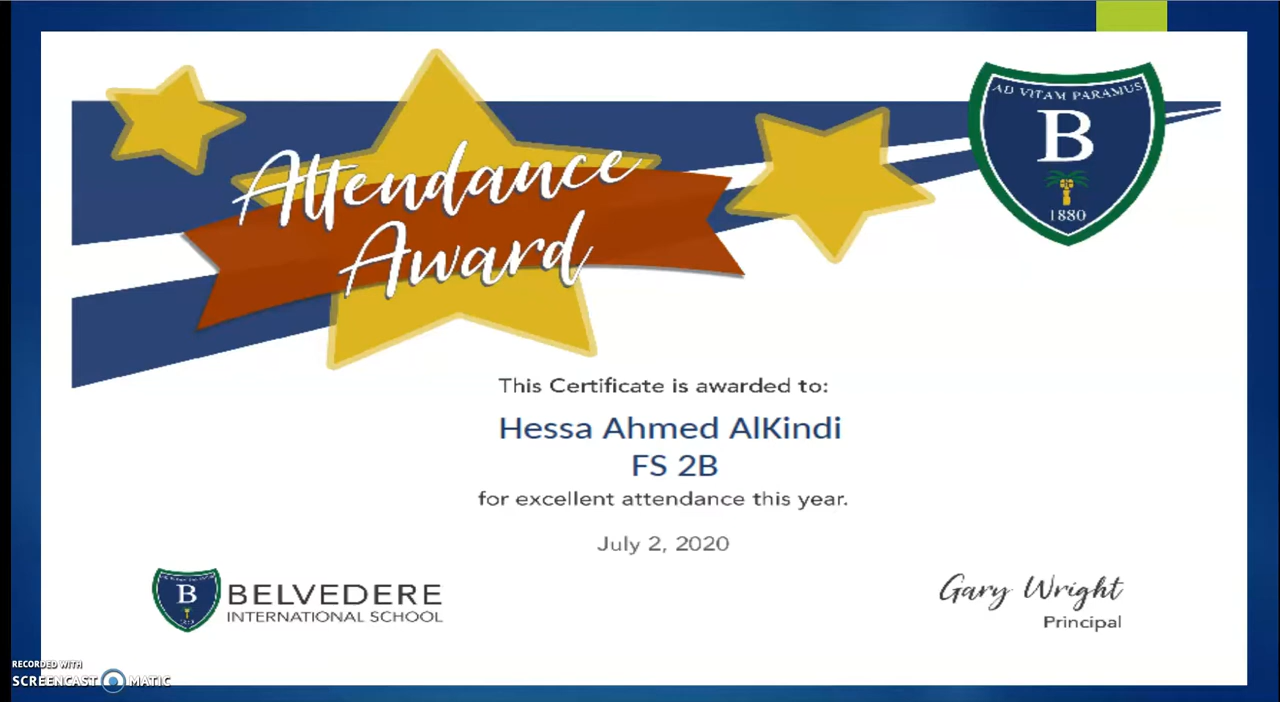 Attendance
Award
AD VITAM PARAMUS
B
1880
This Certificate is awarded to:
Hessa Ahmed AlKindi
FS 2B
for excellent attendance this year.
July 2, 2020
B
BELVEDERE
INTERNATIONAL SCHOOL
Gary Wright
Principal
RECORDED WITH
SCREENCAST MATIC